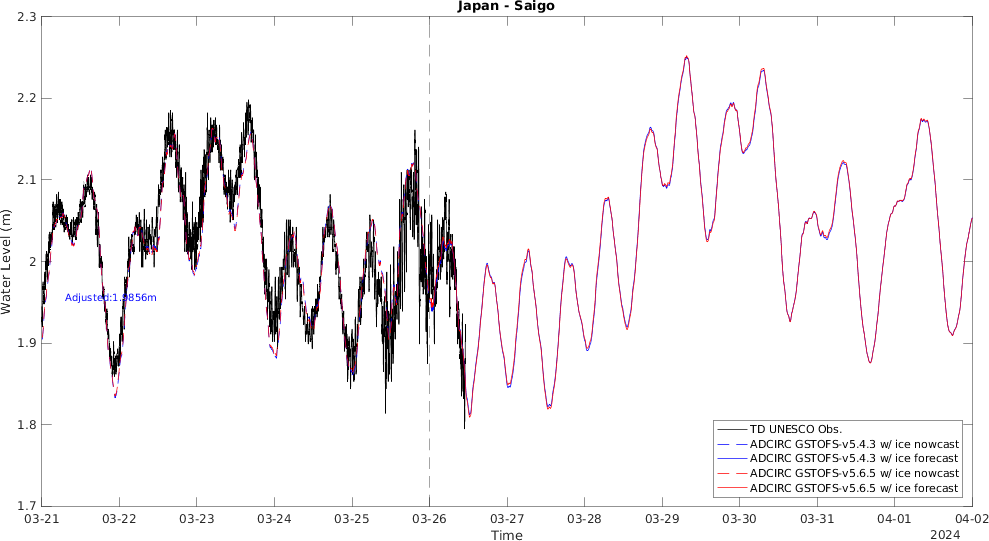 Japan - Saigo
2.3
2.2
2.1
2
1.9
1.8
1.7
Water Level (m)
Adjusted:1.9856m
TD UNESCO Obs.
ADCIRC GSTOFS-v5.4.3 w/ ice nowcast
ADCIRC GSTOFS-v5.4.3 w/ ice forecast
ADCIRC GSTOFS-v5.6.5 w/ ice nowcast
ADCIRC GSTOFS-v5.6.5 w/ ice forecast
03-21 03-22 03-23 03-24 03-25 03-26 03-27 03-28 03-29 03-30 03-31 04-01 04-02
Time
2024